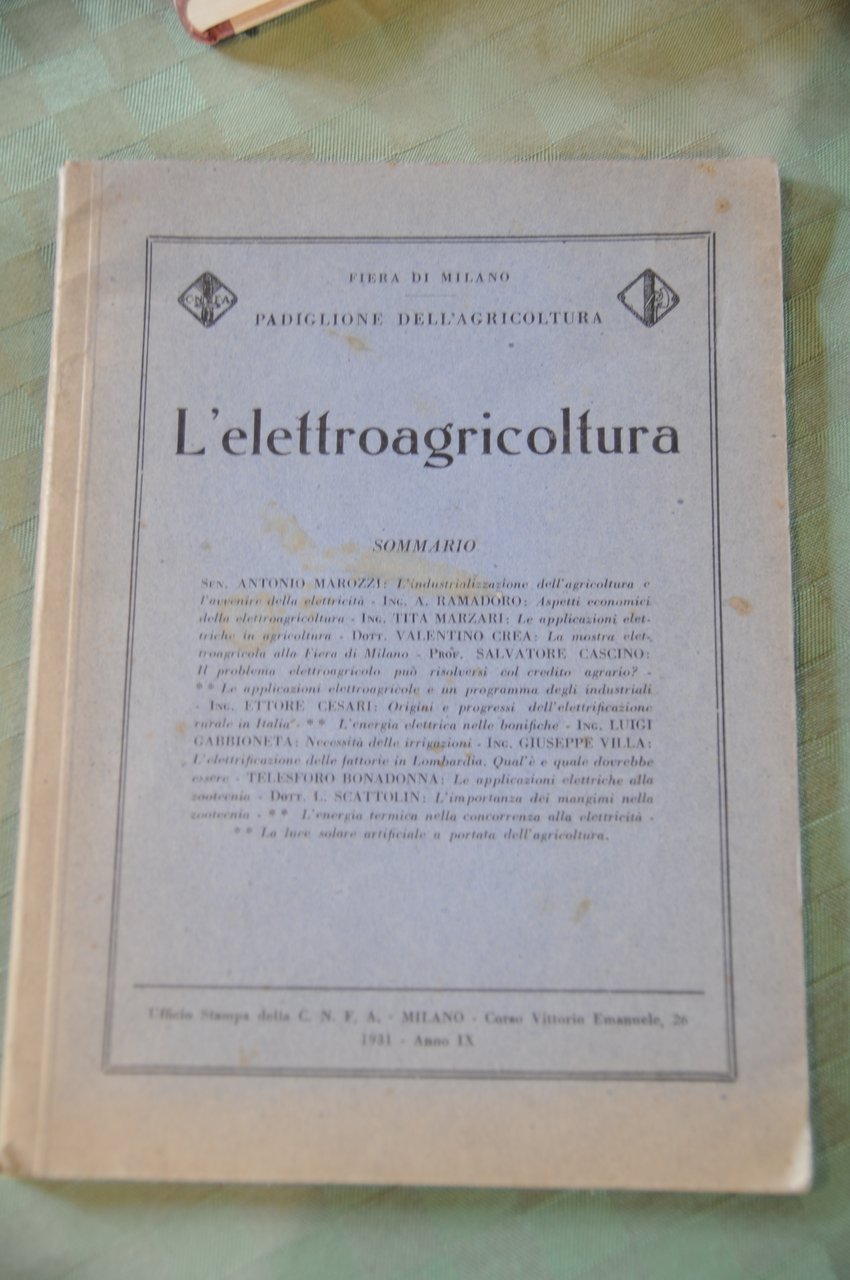 FIERA DI MILANO
PADIGLIONE DELL'AGRICOLTURA
L'elettroagricoltura
SOMMARIO
SEN. ANTONIO MAROZZI: L'industriolizzazione dell'agricoltura e
l'avvenire della elettricità - ING. A. RAMADORO: Aspetti economici
della elettroagricoltura - ING. TITA MARZARI: Le applicazioni elet-
triche in agricoltura - DOTT. VALENTINO CREA: La mostra elet-
troagricola alla Fiera di Milano - PROF. SALVATORE CASCINO:
Il problema elettroagricolo può risolversi col credito agrario? -
** Le applicazioni elettroagricole e un programma degli industriali
- ING. ETTORE CESARI: Origini e progressi dell'elettrificazione
rurale in Italia - ** L'energia elettrica nelle bonifiche - ING. LUIGI
GABBIONETA: Necessità delle irrigazioni - ING. GIUSEPPE VILLA:
L'elettrificazione delle fattorie in Lombardia. Qual'è e quale dovrebbe
essere - TELESFORO BONADONNA: Le applicazioni elettriche alla
zootecnia - DOTT. L. SCATTOLIN: L'importanza dei mangimi nella
zootecnia - ** L'energia termica nella concorrenza alla elettricità -
** La luce solare artificiale a portata dell'agricoltura.
Ufficio Stampa della C. N. F. A. - MILANO - Corso Vittorio Emanuele, 26
1931 - Anno IX